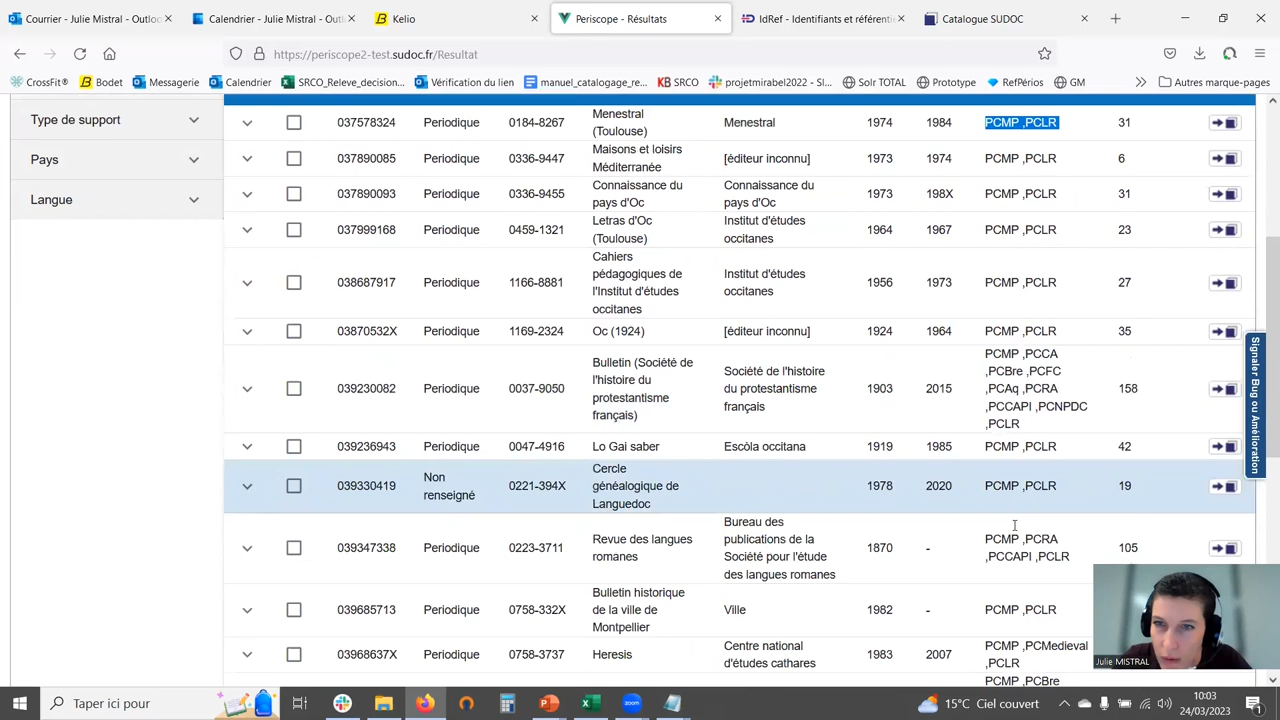 Courrier - Julie Mistral - Outloo
Calendrier - Julie Mistral - Outl
Kelio
Periscope - Résultats
IdRef - Identifiants et référentie
Catalogue SUDOC
https://periscope2-test.sudoc.fr/Resultat
CrossFit®
Bodet
Messagerie
Calendrier
SRCO_Releve_decision...
Vérification du lien
manuel_catalogage_re...
SRCO
projetmirabel2022 - Sl...
Solr TOTAL
Prototype
RefPérios
GM
Autres marque-pages
Type de support
Pays
Langue
037578324 Periodique 0184-8267 Menestral (Toulouse) Menestral 1974 1984 PCMP ,PCLR 31
037890085 Periodique 0336-9447 Maisons et loisirs Méditerranée [éditeur inconnu] 1973 1974 PCMP ,PCLR 6
037890093 Periodique 0336-9455 Connaissance du pays d'Oc Connaissance du pays d'Oc 1973 198X PCMP ,PCLR 31
037999168 Periodique 0459-1321 Letras d'Oc (Toulouse) Institut d'études occitanes 1964 1967 PCMP ,PCLR 23
038687917 Periodique 1166-8881 Cahiers pédagogiques de l'Institut d'études occitanes Institut d'études occitanes 1956 1973 PCMP ,PCLR 27
03870532X Periodique 1169-2324 Oc (1924) [éditeur inconnu] 1924 1964 PCMP ,PCLR 35
039230082 Periodique 0037-9050 Bulletin (Société de l'histoire du protestantisme français) Société de l'histoire du protestantisme français 1903 2015 PCMP ,PCCA ,PCBre ,PCFC ,PCAq ,PCRA ,PCCAPI ,PCNPDC ,PCLR 158
039236943 Periodique 0047-4916 Lo Gai saber Escòla occitana 1919 1985 PCMP ,PCLR 42
039330419 Non renseigné 0221-394X Cercle généalogique de Languedoc 1978 2020 PCMP ,PCLR 19
039347338 Periodique 0223-3711 Revue des langues romanes Bureau des publications de la Société pour l'étude des langues romanes 1870 - PCMP ,PCRA ,PCCAPI ,PCLR 105
039685713 Periodique 0758-332X Bulletin historique de la ville de Montpellier Ville 1982 - PCMP ,PCLR
03968637X Periodique 0758-3737 Heresis Centre national d'études cathares 1983 2007 PCMP ,PCMedieval ,PCLR
PCMP ,PCBre
Signaler Bug ou Amélioration
Julie MISTRAL
Taper ici pour
15°C Ciel couvert
10:03
24/03/2023